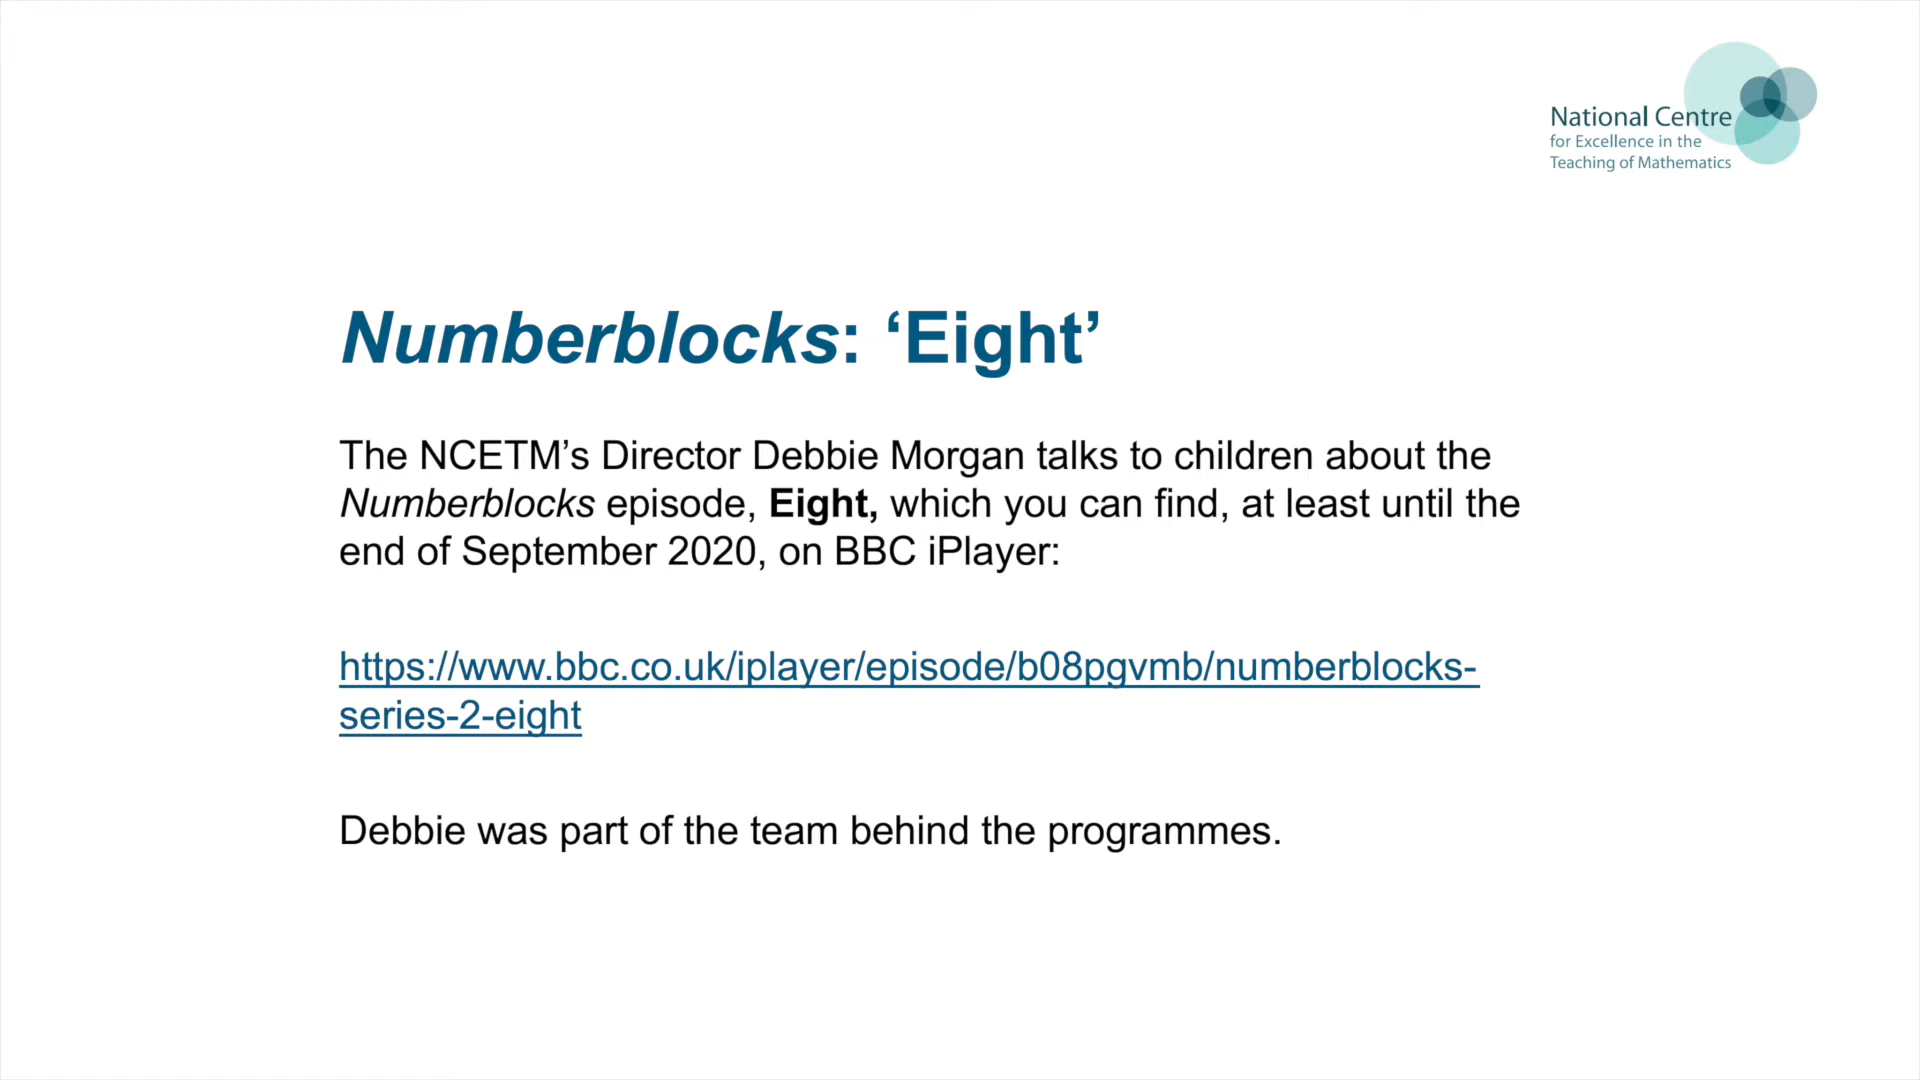 National Centre
for Excellence in the
Teaching of Mathematics
Numberblocks: ‘Eight’
The NCETM’s Director Debbie Morgan talks to children about the
Numberblocks episode, Eight, which you can find, at least until the
end of September 2020, on BBC iPlayer:
https://www.bbc.co.uk/iplayer/episode/b08pgvmb/numberblocks-
series-2-eight
Debbie was part of the team behind the programmes.